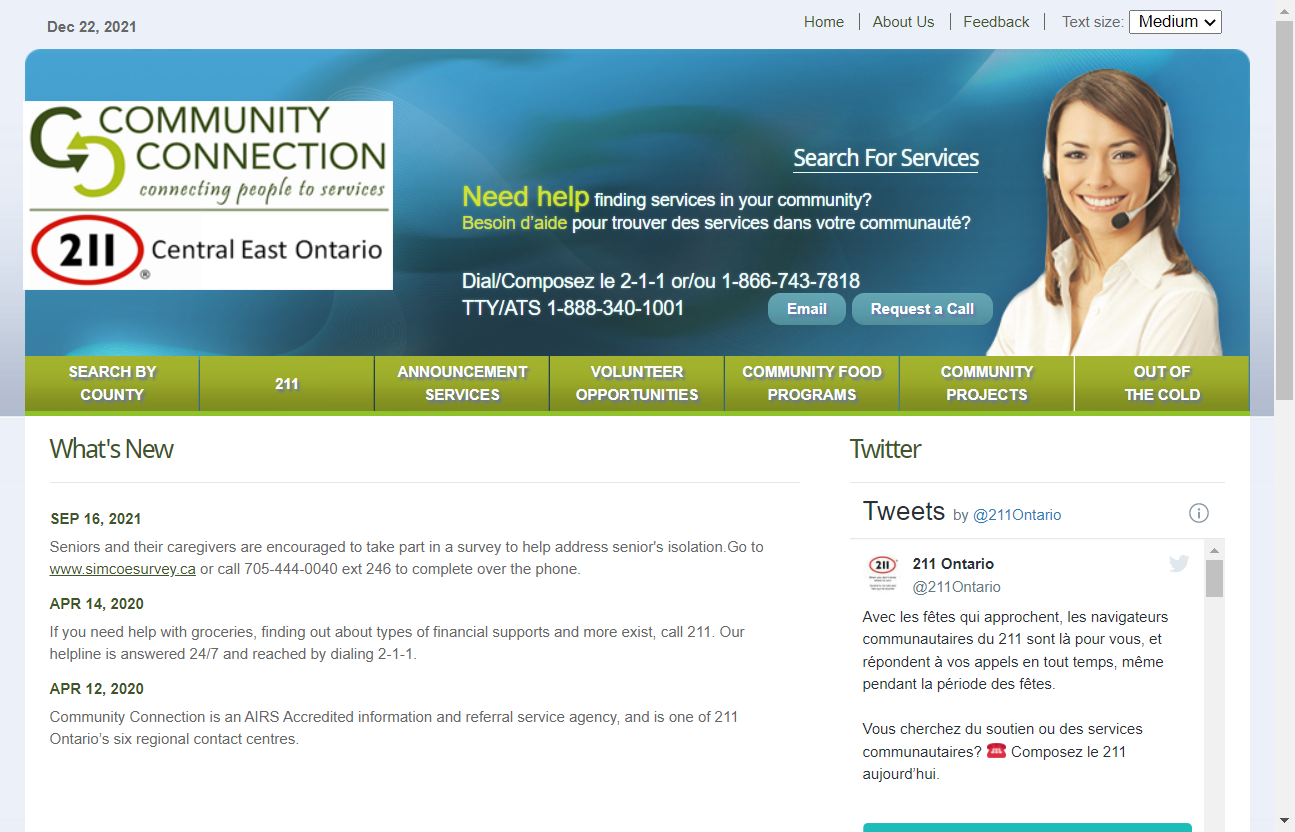 Dec 22, 2021
Home
About Us
Feedback
Text size:
Medium
COMMUNITY
CONNECTION
connecting people to services
211
®
Central East Ontario
Search For Services
Need help finding services in your community?
Besoin d'aide pour trouver des services dans votre communauté?
Dial/Composez le 2-1-1 or/ou 1-866-743-7818
TTY/ATS 1-888-340-1001
Email
Request a Call
SEARCH BY
COUNTY
211
ANNOUNCEMENT
SERVICES
VOLUNTEER
OPPORTUNITIES
COMMUNITY FOOD
PROGRAMS
COMMUNITY
PROJECTS
OUT OF
THE COLD
What's New
SEP 16, 2021
Seniors and their caregivers are encouraged to take part in a survey to help address senior's isolation.Go to
www.simcoesurvey.ca or call 705-444-0040 ext 246 to complete over the phone.
APR 14, 2020
If you need help with groceries, finding out about types of financial supports and more exist, call 211. Our
helpline is answered 24/7 and reached by dialing 2-1-1.
APR 12, 2020
Community Connection is an AIRS Accredited information and referral service agency, and is one of 211
Ontario’s six regional contact centres.
Twitter
Tweets by @211Ontario
211
211 Ontario
@211Ontario
Avec les fêtes qui approchent, les navigateurs
communautaires du 211 sont là pour vous, et
répondent à vos appels en tout temps, même
pendant la période des fêtes.
Vous cherchez du soutien ou des services
communautaires? ☎️ Composez le 211
aujourd’hui.